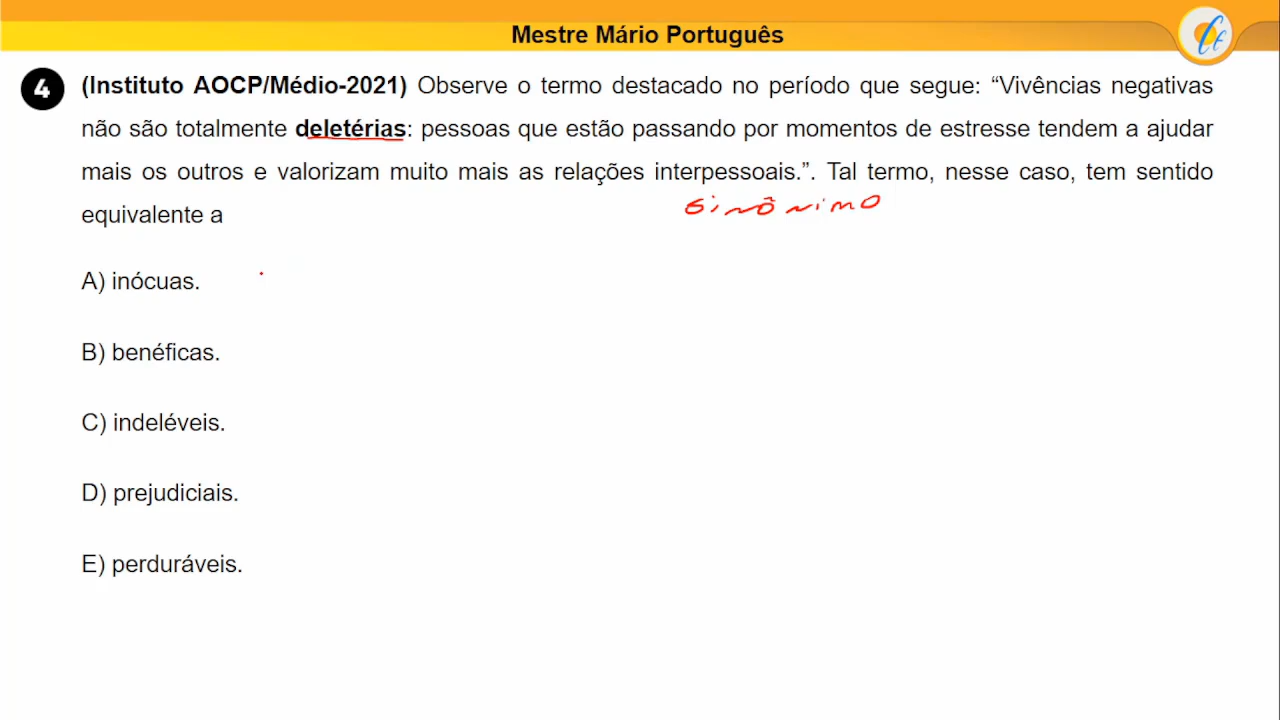 Mestre Mário Português
4
(Instituto AOCP/Médio-2021) Observe o termo destacado no período que segue: “Vivências negativas
não são totalmente deletérias: pessoas que estão passando por momentos de estresse tendem a ajudar
mais os outros e valorizam muito mais as relações interpessoais.”. Tal termo, nesse caso, tem sentido
equivalente a
sinônimo
A) inócuas.
B) benéficas.
C) indeléveis.
D) prejudiciais.
E) perduráveis.